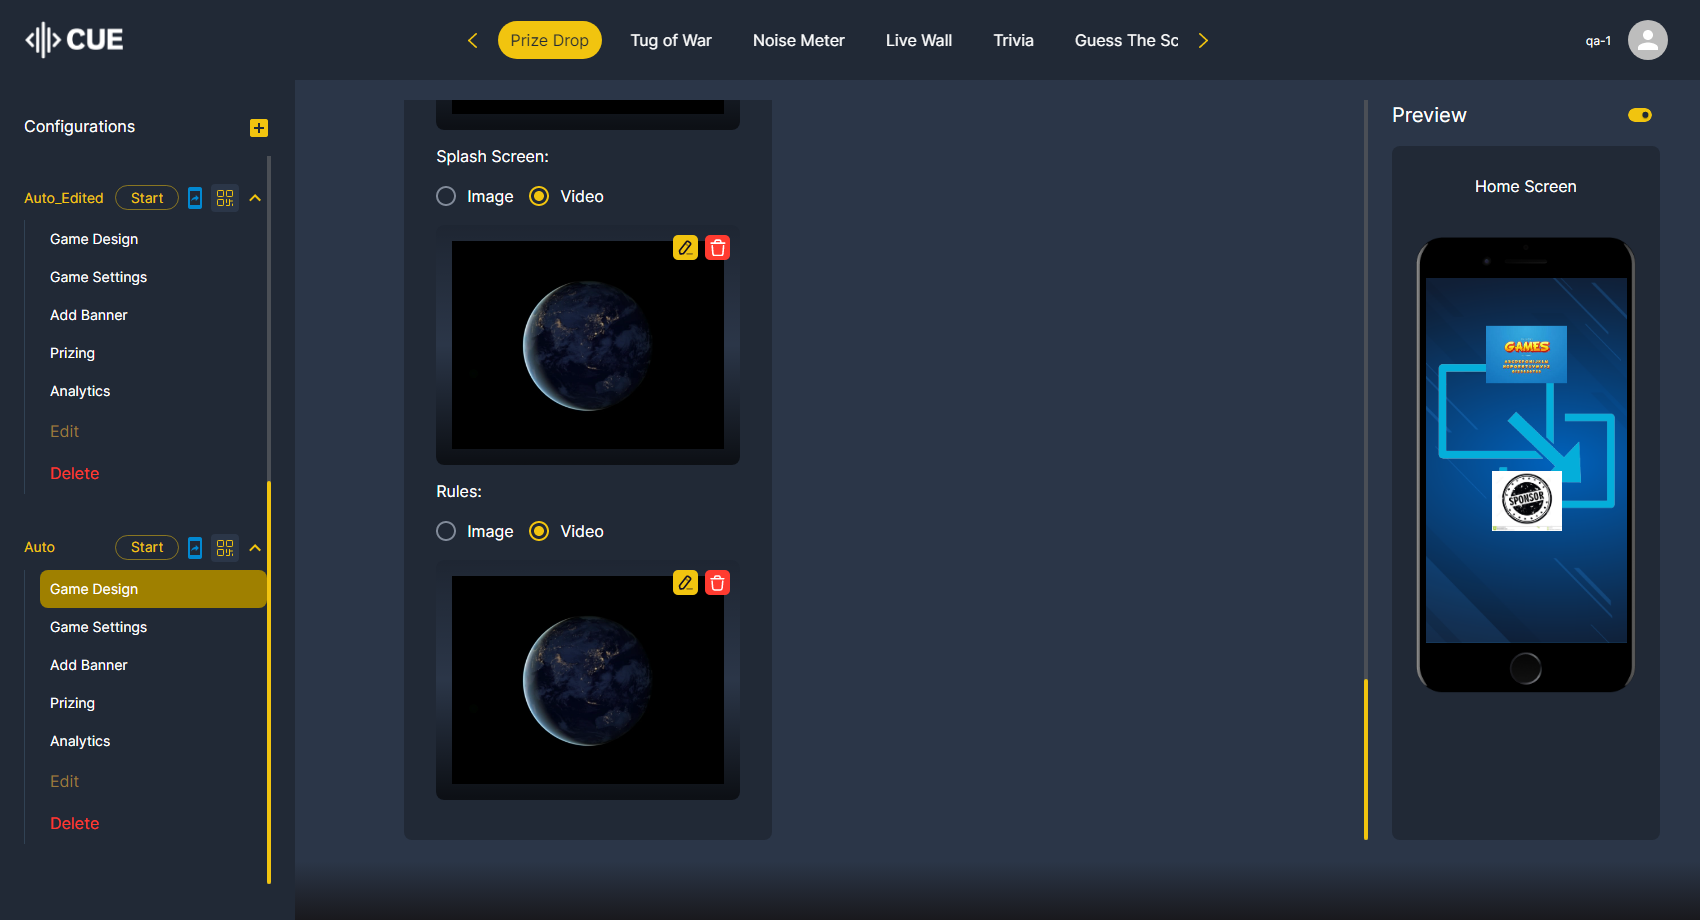 CUE
Prize Drop
Tug of War
Noise Meter
Live Wall
Trivia
Guess The Sc
qa-1
Configurations
Auto_Edited
Start
Game Design
Game Settings
Add Banner
Prizing
Analytics
Edit
Delete
Auto
Start
Game Design
Game Settings
Add Banner
Prizing
Analytics
Edit
Delete
Splash Screen:
Image
Video
Rules:
Image
Video
Preview
Home Screen
GAMES
SPONSOR